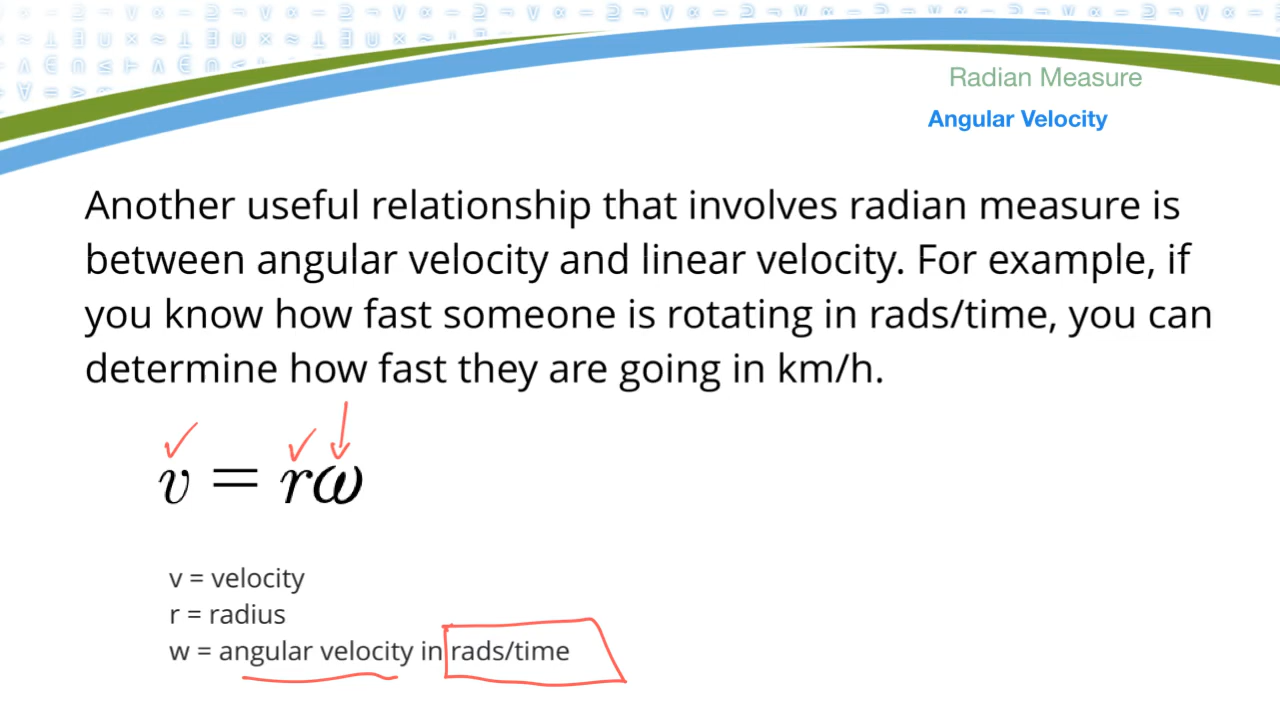 Radian Measure
Angular Velocity
Another useful relationship that involves radian measure is
between angular velocity and linear velocity. For example, if
you know how fast someone is rotating in rads/time, you can
determine how fast they are going in km/h.
v = rω
v = velocity
r = radius
w = angular velocity in rads/time